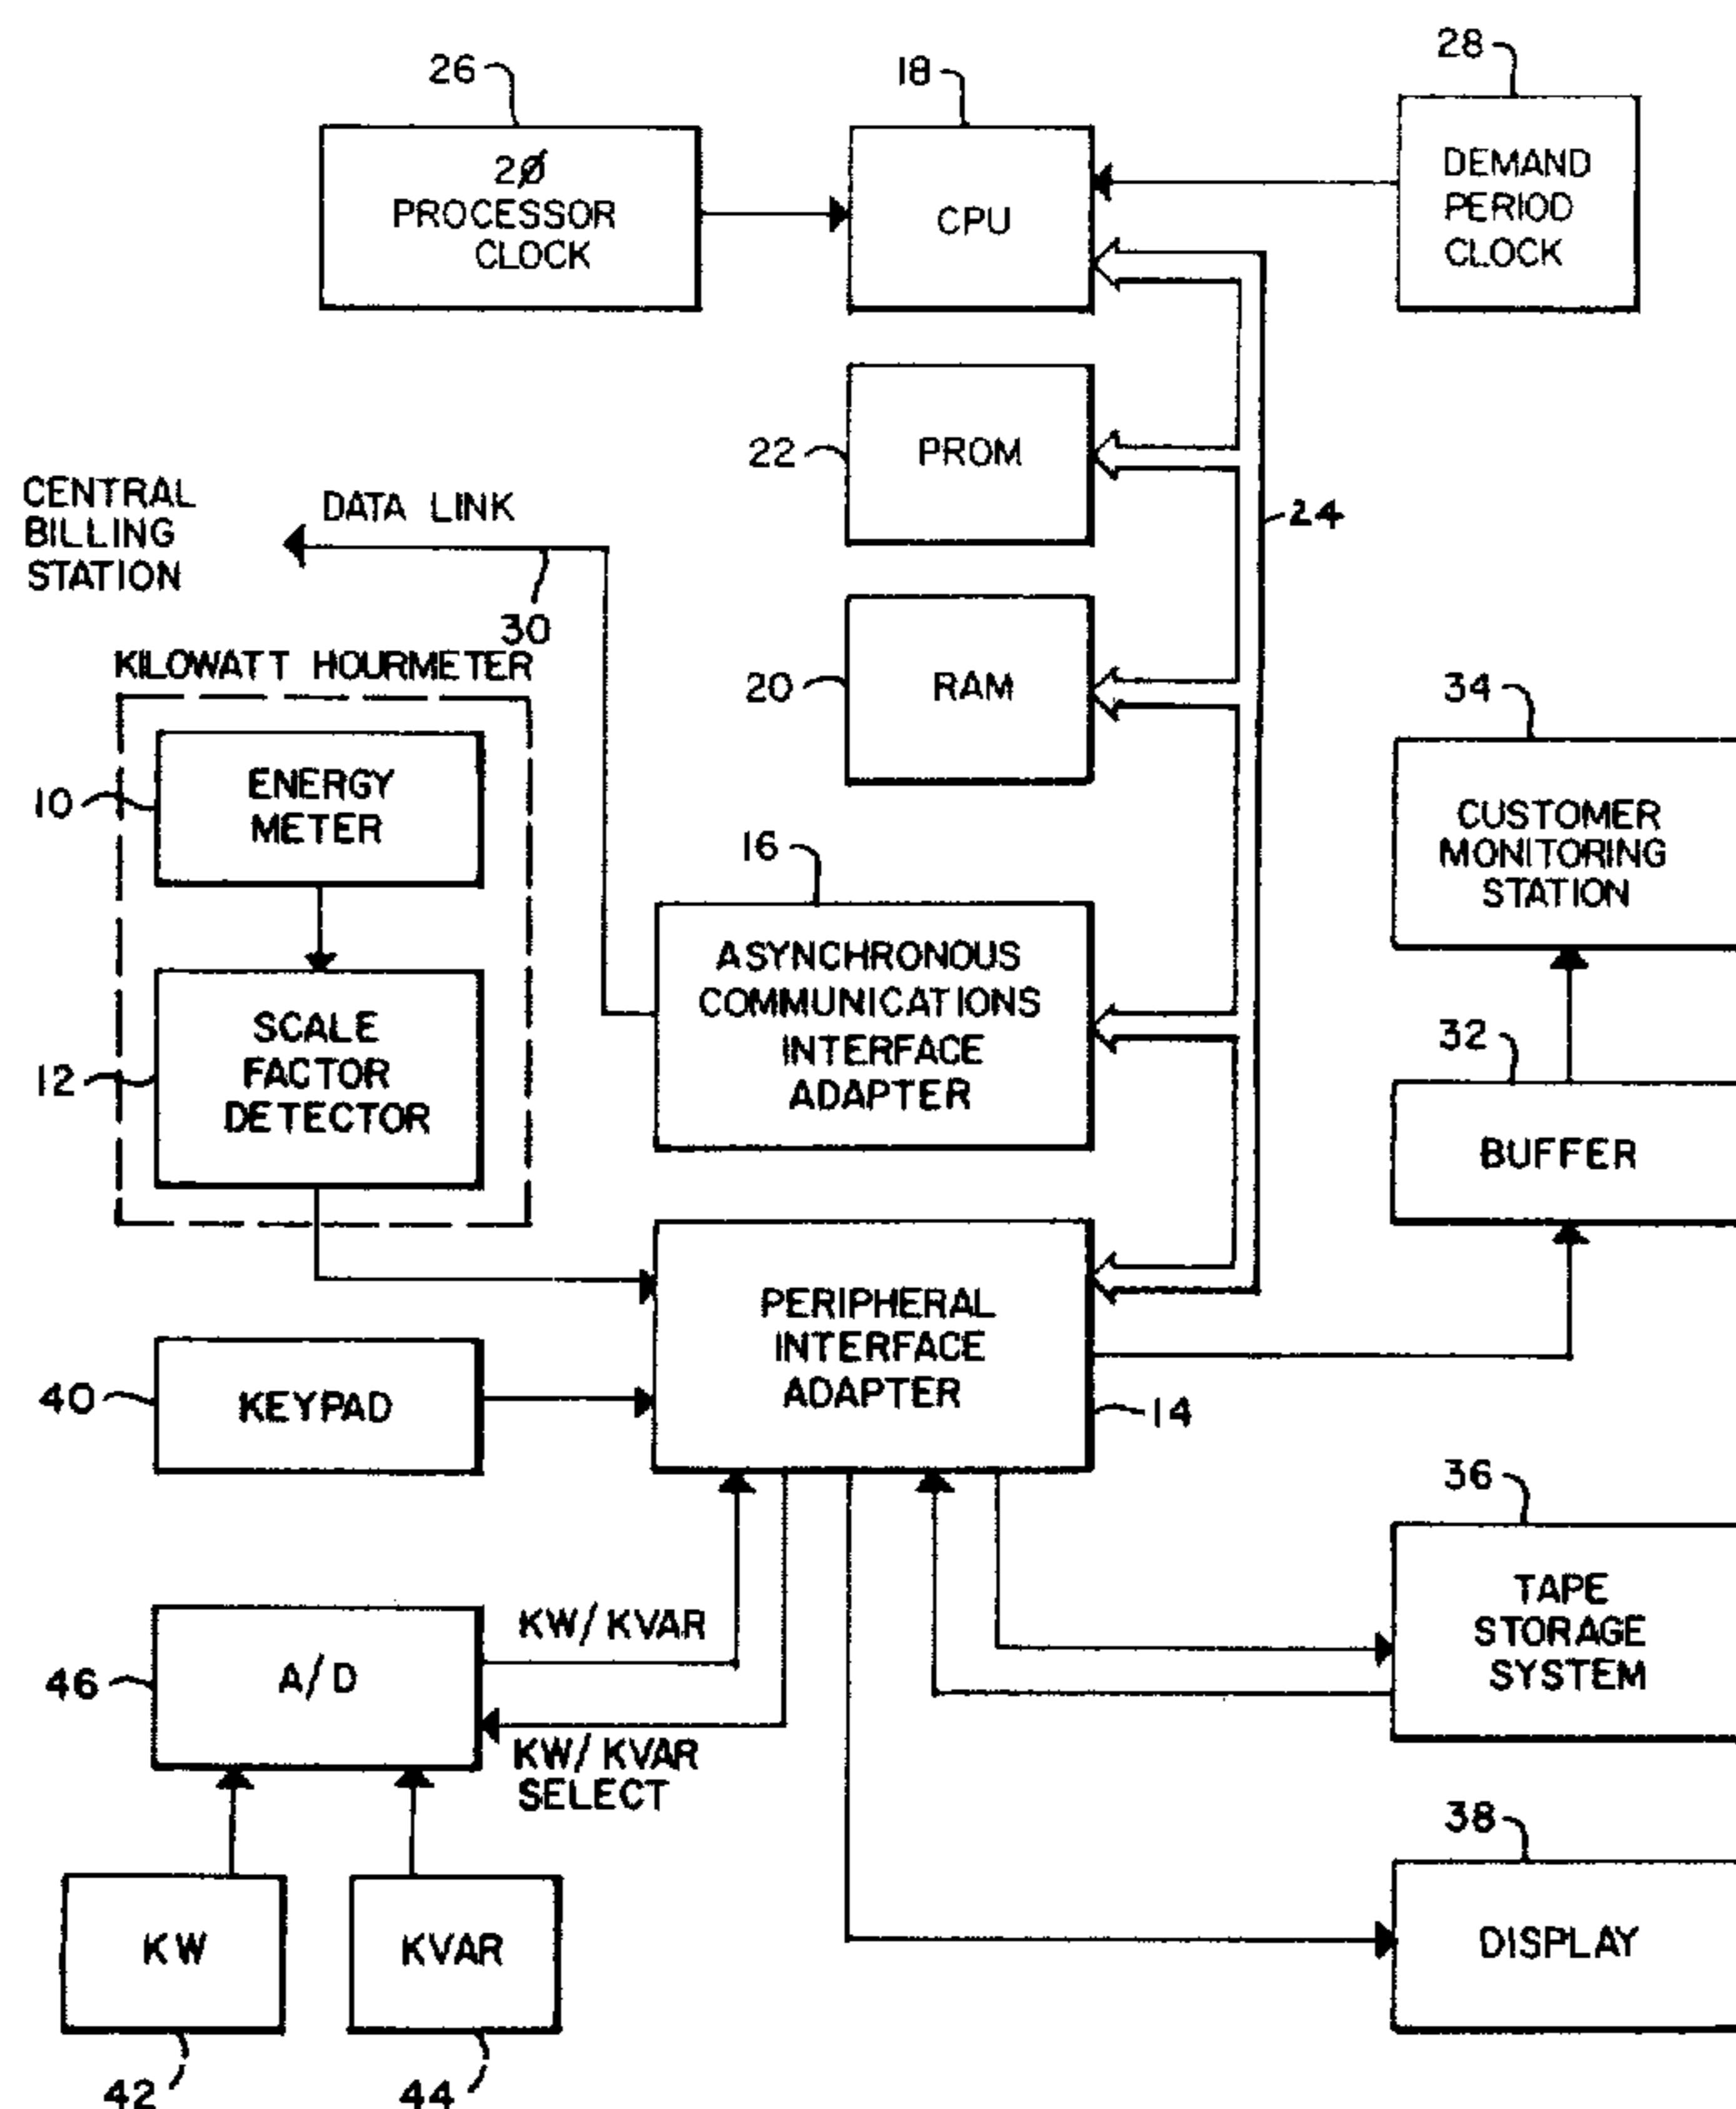 26
18
28
2Ø
PROCESSOR
CLOCK
CPU
DEMAND
PERIOD
CLOCK
22
PROM
24
CENTRAL
BILLING
STATION
DATA LINK
30
KILOWATT HOURMETER
20
RAM
34
10
ENERGY
METER
CUSTOMER
MONITORING
STATION
16
ASYNCHRONOUS
COMMUNICATIONS
INTERFACE
ADAPTER
12
SCALE
FACTOR
DETECTOR
32
BUFFER
PERIPHERAL
INTERFACE
ADAPTER
14
40
KEYPAD
36
TAPE
STORAGE
SYSTEM
46
A/D
KW/KVAR
KW/KVAR
SELECT
38
DISPLAY
KW
KVAR
42
44